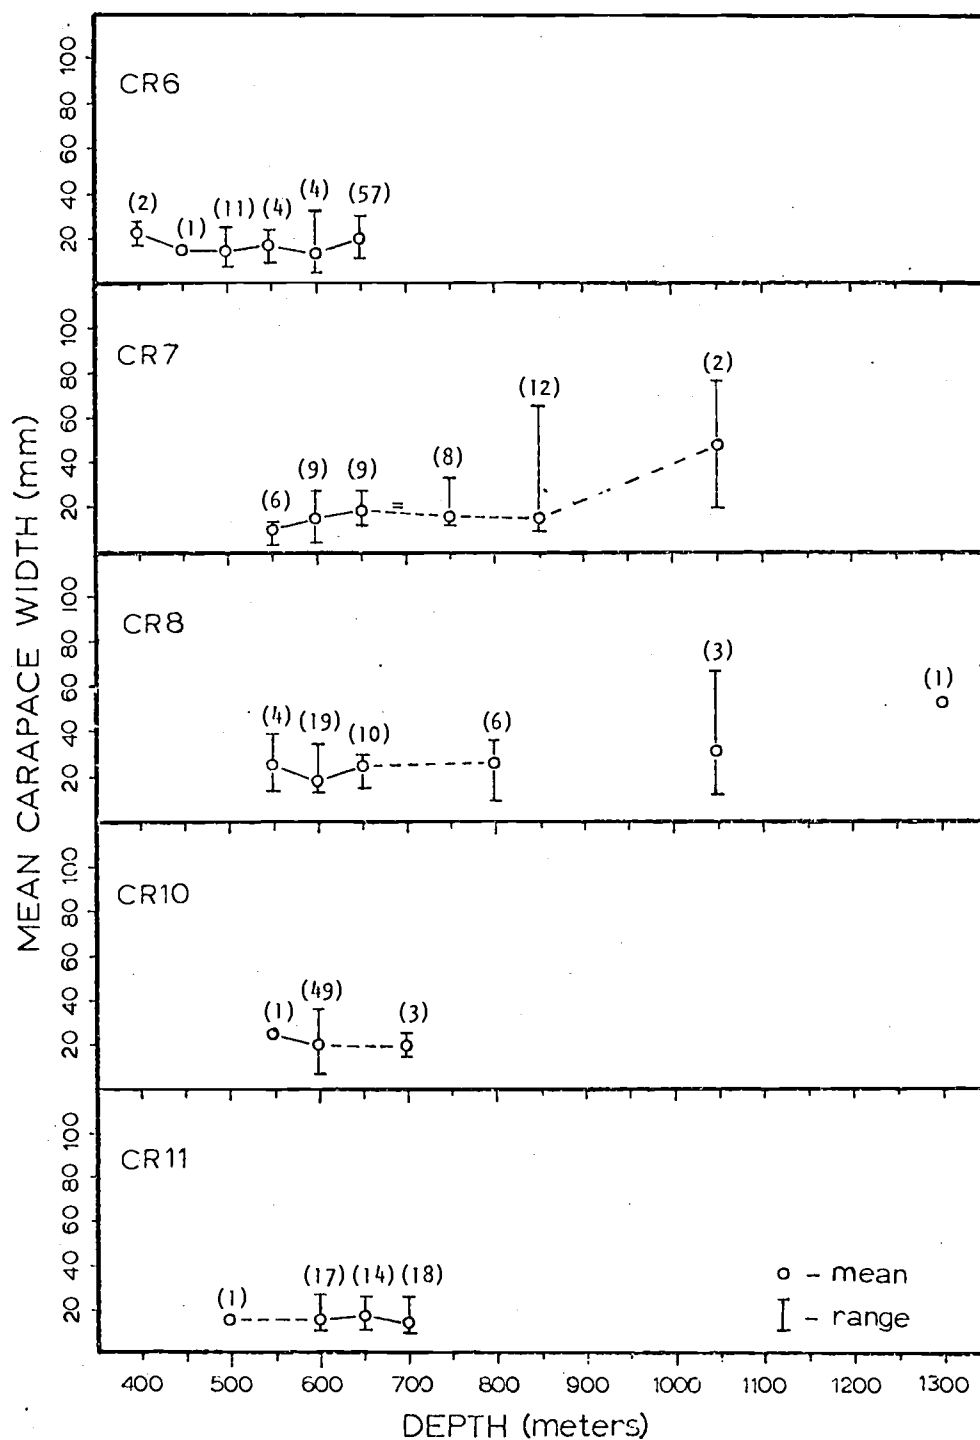 MEAN CARAPACE WIDTH (mm)
CR6
100
80
60
40
20
(2) (1) (11) (4) (4) (57)
CR7
100
80
60
40
20
(6) (9) (9) (8) (12) (2)
CR8
100
80
60
40
20
(4) (19) (10) (6) (3) (1)
CR10
100
80
60
40
20
(1) (49) (3)
CR11
100
80
60
40
20
(1) (17) (14) (18)
o - mean
I - range
400 500 600 700 800 900 1000 1100 1200 1300
DEPTH (meters)